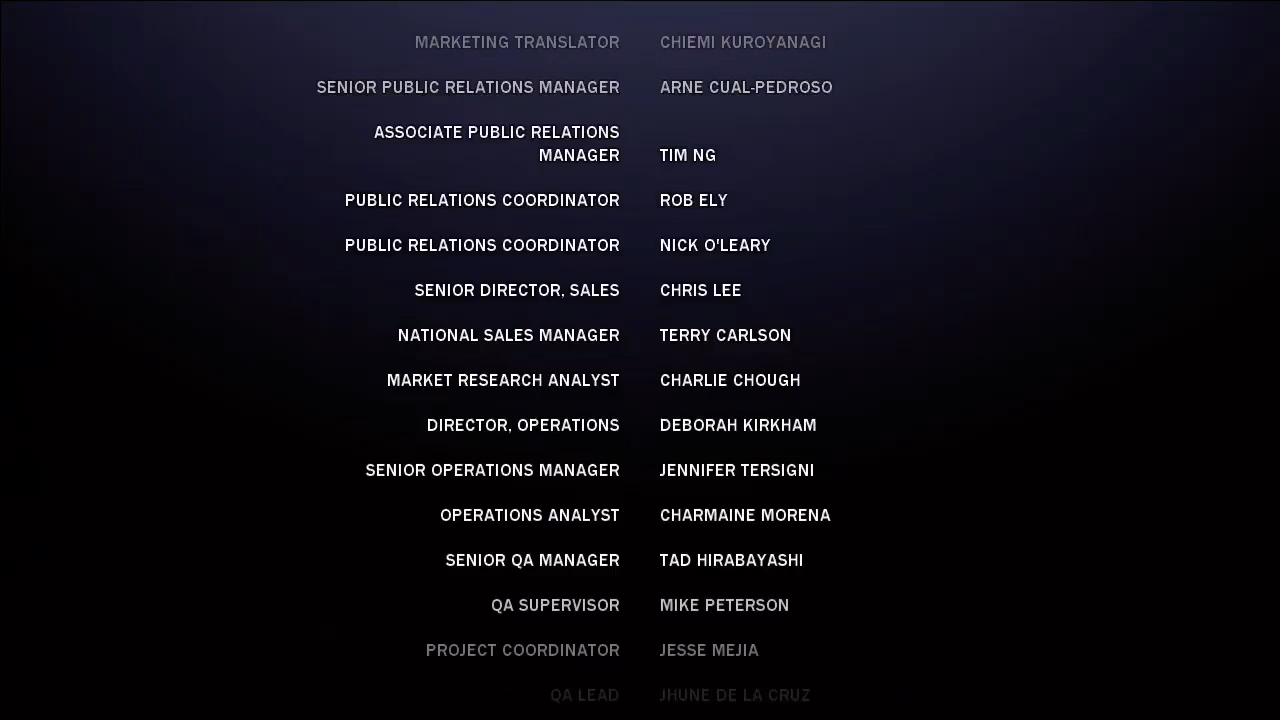 MARKETING TRANSLATOR CHIEMI KUROYANAGI
SENIOR PUBLIC RELATIONS MANAGER ARNE CUAL-PEDROSO
ASSOCIATE PUBLIC RELATIONS
MANAGER TIM NG
PUBLIC RELATIONS COORDINATOR ROB ELY
PUBLIC RELATIONS COORDINATOR NICK O'LEARY
SENIOR DIRECTOR, SALES CHRIS LEE
NATIONAL SALES MANAGER TERRY CARLSON
MARKET RESEARCH ANALYST CHARLIE CHOUGH
DIRECTOR, OPERATIONS DEBORAH KIRKHAM
SENIOR OPERATIONS MANAGER JENNIFER TERSIGNI
OPERATIONS ANALYST CHARMAINE MORENA
SENIOR QA MANAGER TAD HIRABAYASHI
QA SUPERVISOR MIKE PETERSON
PROJECT COORDINATOR JESSE MEJIA
QA LEAD JHUNE DE LA CRUZ